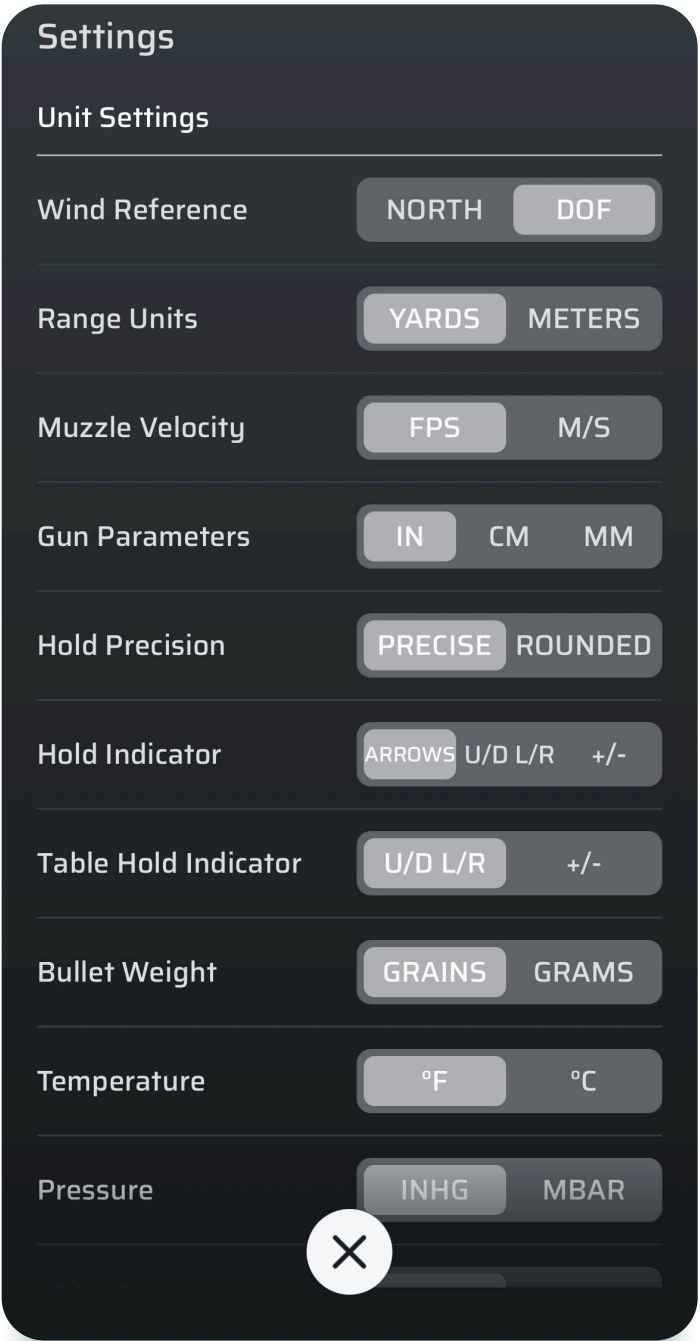 Settings
Unit Settings
Wind Reference NORTH DOF
Range Units YARDS METERS
Muzzle Velocity FPS M/S
Gun Parameters IN CM MM
Hold Precision PRECISE ROUNDED
Hold Indicator ARROWS U/D L/R +/-
Table Hold Indicator U/D L/R +/-
Bullet Weight GRAINS GRAMS
Temperature °F °C
Pressure INHG MBAR